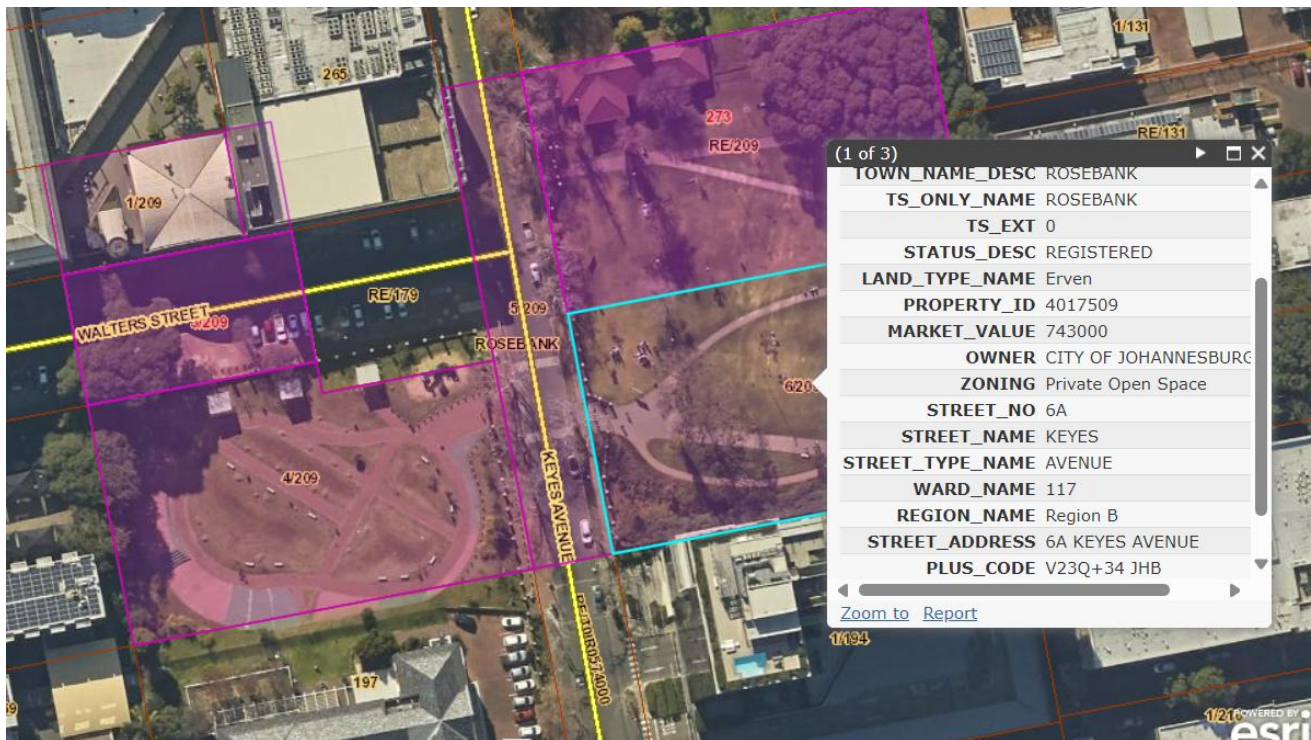 1/131
265
273
RE/209
RE/131
1/209
(1 of 3)
TOWN_NAME_DESC ROSEBANK
TS_ONLY_NAME ROSEBANK
TS_EXT 0
STATUS_DESC REGISTERED
LAND_TYPE_NAME Erven
PROPERTY_ID 4017509
MARKET_VALUE 743000
OWNER CITY OF JOHANNESBURG
ZONING Private Open Space
STREET_NO 6A
STREET_NAME KEYES
STREET_TYPE_NAME AVENUE
WARD_NAME 117
REGION_NAME Region B
STREET_ADDRESS 6A KEYES AVENUE
PLUS_CODE V23Q+34 JHB
Zoom to Report
RE/179
WALTERS STREET
5/209
ROSEBANK
4/209
KEYES AVENUE
197
1/194
POWERED BY
esri